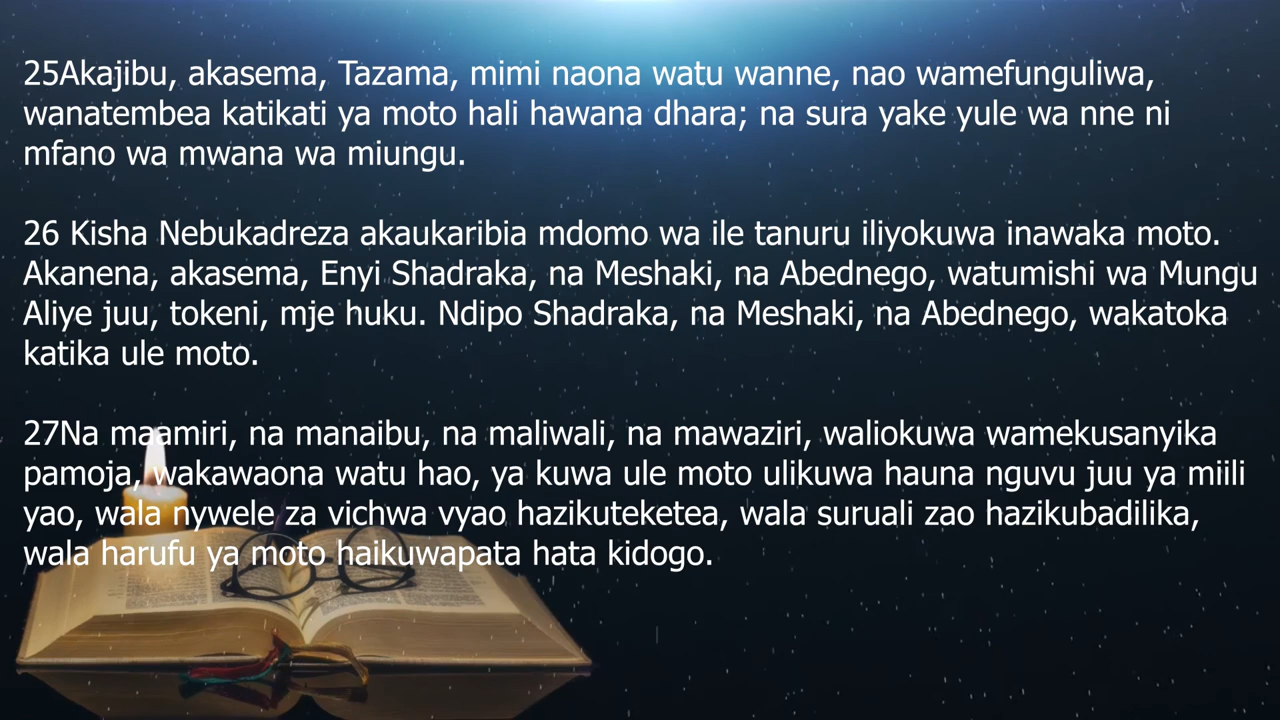 25Akajibu, akasema, Tazama, mimi naona watu wanne, nao wamefunguliwa,
wanatembea katikati ya moto hali hawana dhara; na sura yake yule wa nne ni
mfano wa mwana wa miungu.
26 Kisha Nebukadreza akaukaribia mdomo wa ile tanuru iliyokuwa inawaka moto.
Akanena, akasema, Enyi Shadraka, na Meshaki, na Abednego, watumishi wa Mungu
Aliye juu, tokeni, mje huku. Ndipo Shadraka, na Meshaki, na Abednego, wakatoka
katika ule moto.
27Na maamiri, na manaibu, na maliwali, na mawaziri, waliokuwa wamekusanyika
pamoja, wakawaona watu hao, ya kuwa ule moto ulikuwa hauna nguvu juu ya miili
yao, wala nywele za vichwa vyao hazikuteketea, wala suruali zao hazikubadilika,
wala harufu ya moto haikuwapata hata kidogo.